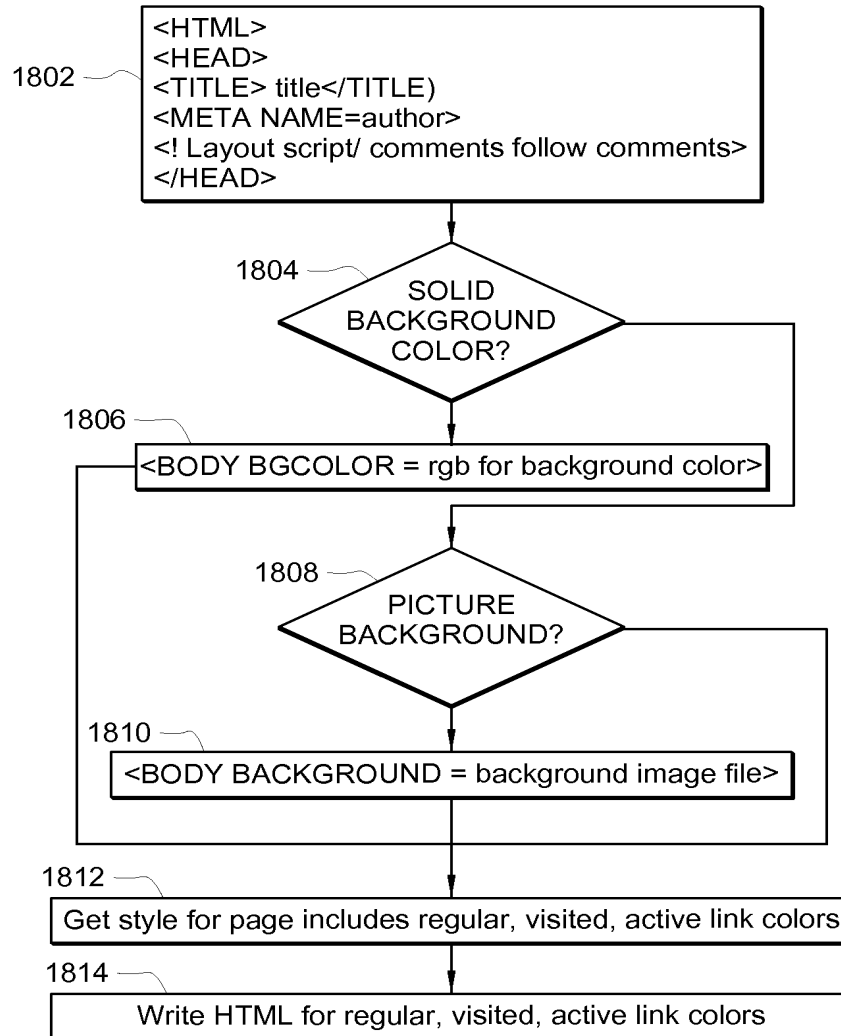 <HTML>
<HEAD>
<TITLE> title</TITLE)
<META NAME=author>
<! Layout script/ comments follow comments>
</HEAD>
1802
1804
SOLID
BACKGROUND
COLOR?
1806
<BODY BGCOLOR = rgb for background color>
1808
PICTURE
BACKGROUND?
1810
<BODY BACKGROUND = background image file>
1812
Get style for page includes regular, visited, active link colors
1814
Write HTML for regular, visited, active link colors